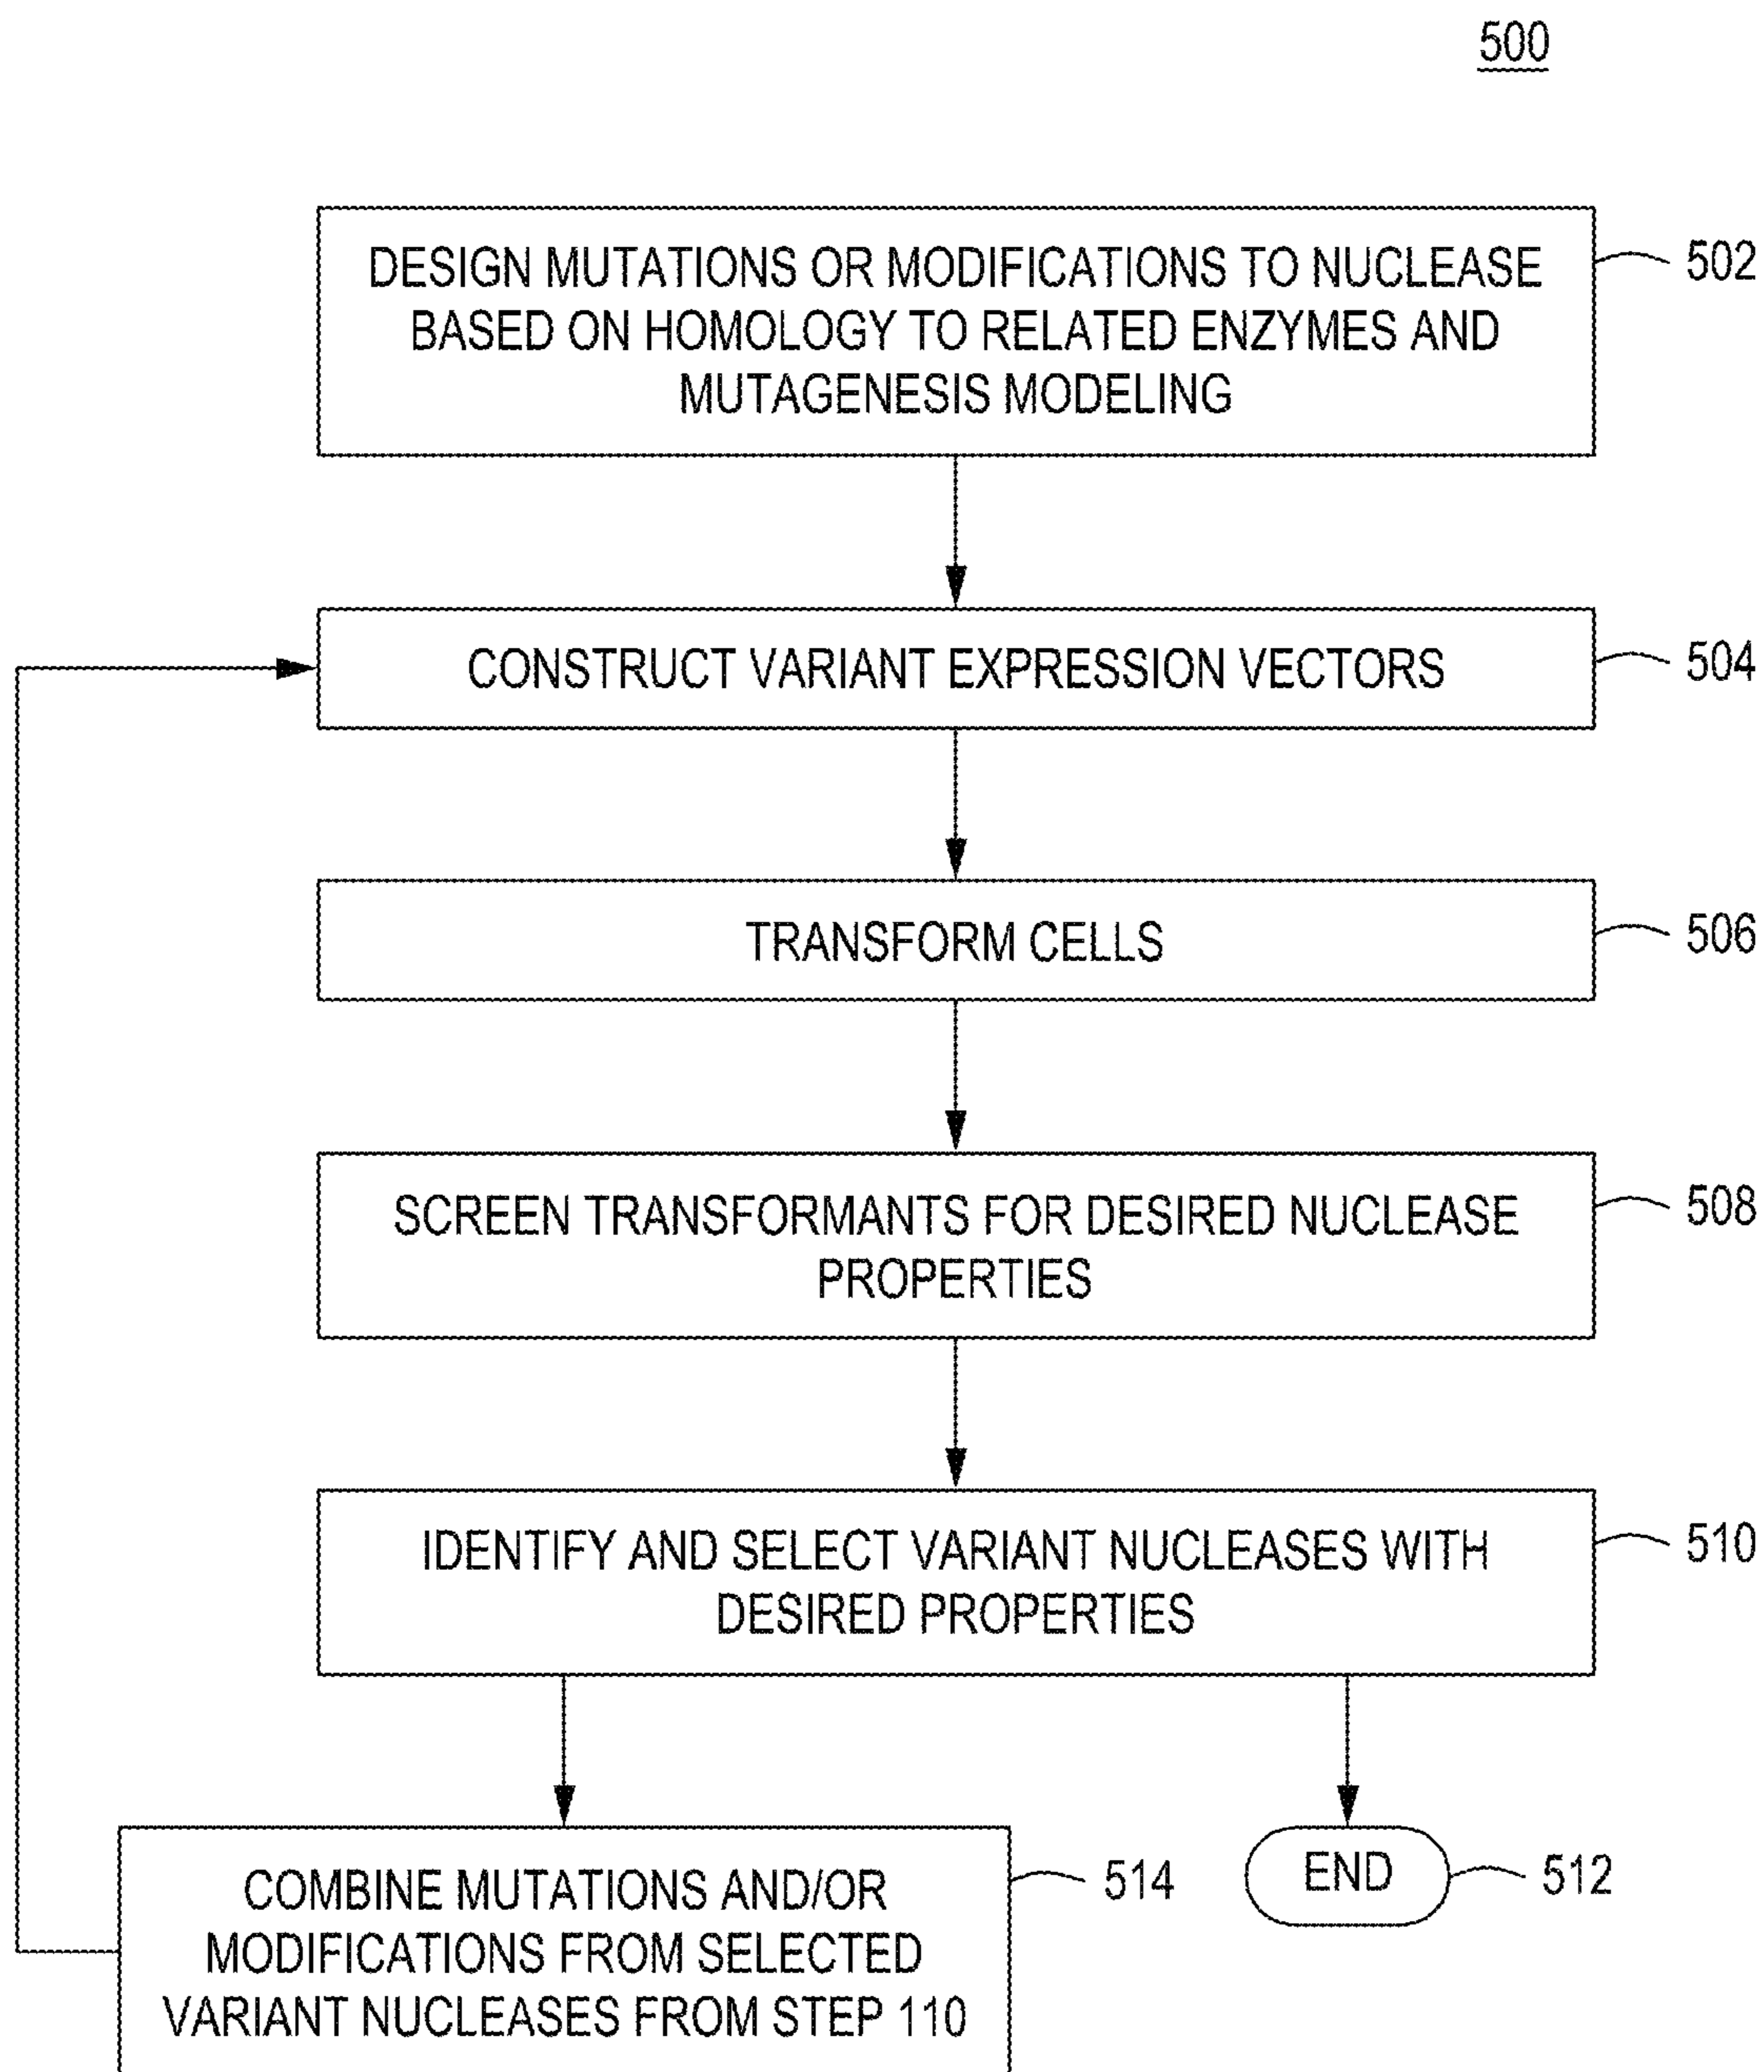 500
DESIGN MUTATIONS OR MODIFICATIONS TO NUCLEASE
BASED ON HOMOLOGY TO RELATED ENZYMES AND
MUTAGENESIS MODELING
502
CONSTRUCT VARIANT EXPRESSION VECTORS
504
TRANSFORM CELLS
506
SCREEN TRANSFORMANTS FOR DESIRED NUCLEASE
PROPERTIES
508
IDENTIFY AND SELECT VARIANT NUCLEASES WITH
DESIRED PROPERTIES
510
COMBINE MUTATIONS AND/OR
MODIFICATIONS FROM SELECTED
VARIANT NUCLEASES FROM STEP 110
514
END
512